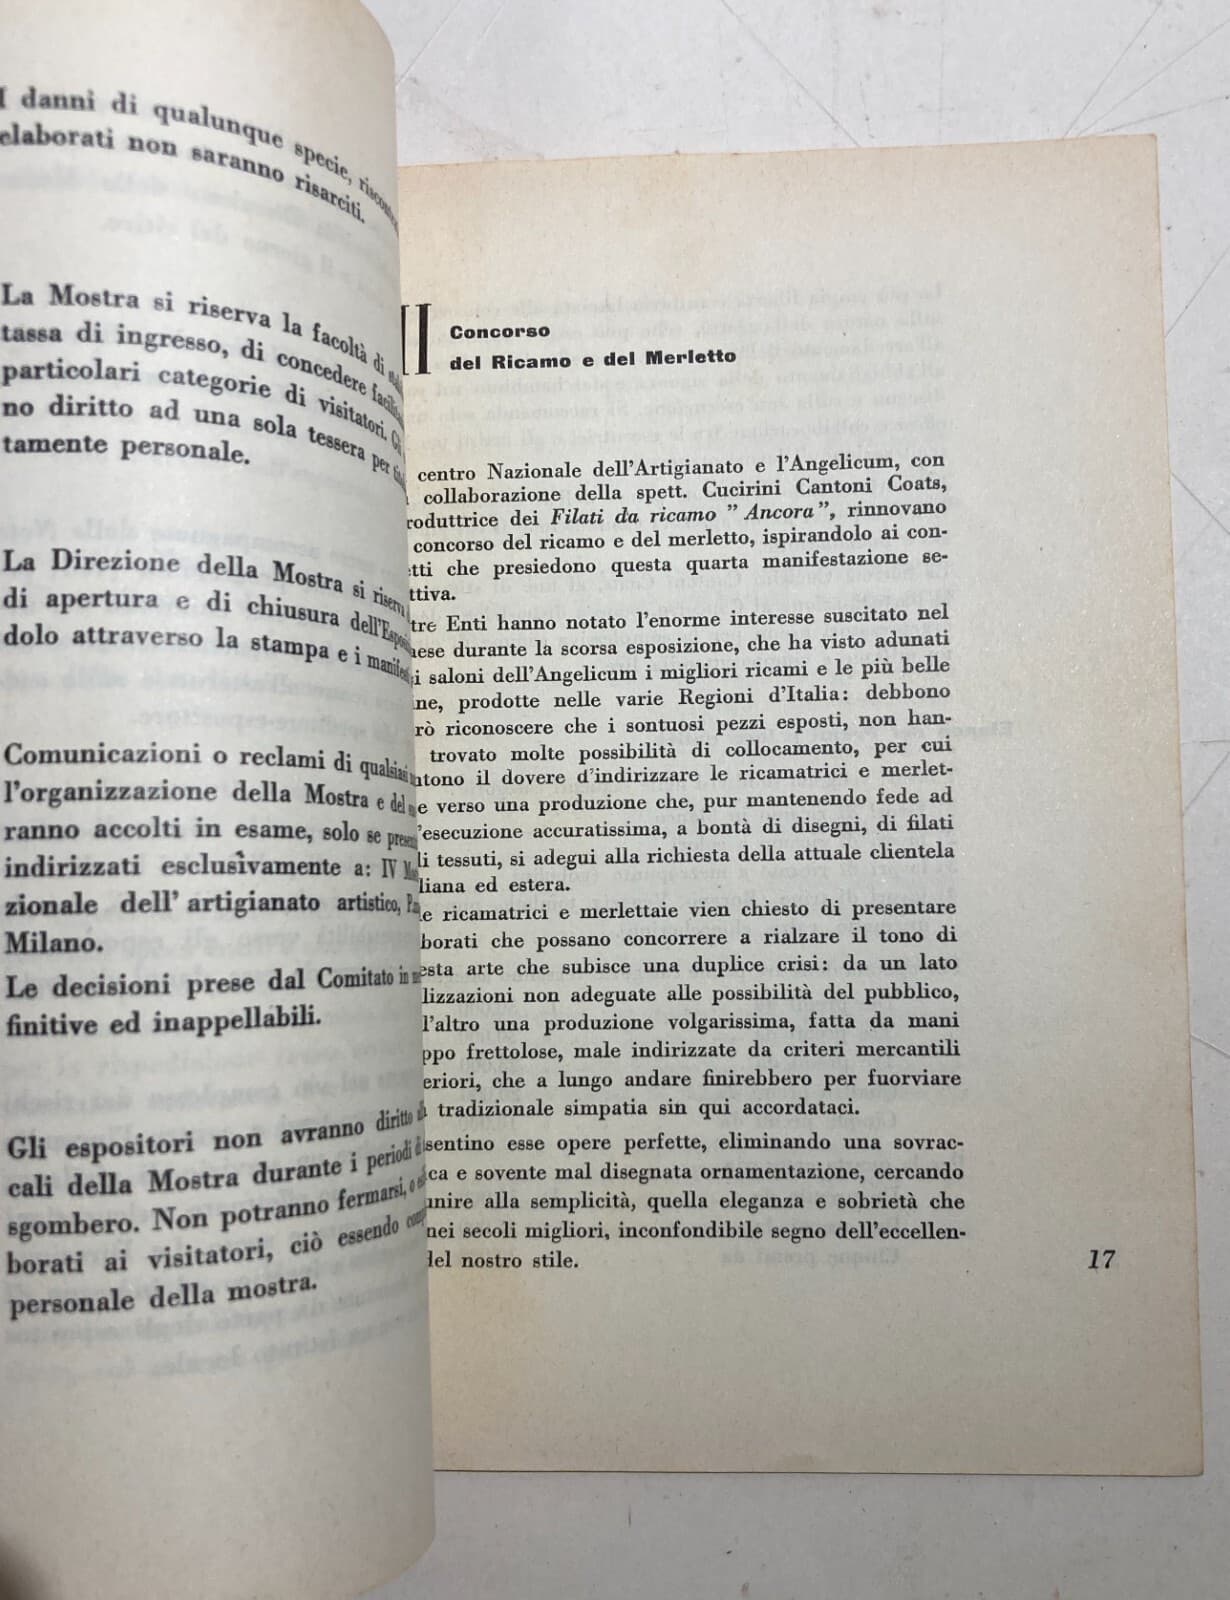 I danni di qualunque specie,
elaborati non saranno risarciti.
La Mostra si riserva la facoltà di
tassa di ingresso, di concedere
particolari categorie di visitatori.
no diritto ad una sola tessera per
tamente personale.
La Direzione della Mostra si riserva
di apertura e di chiusura
dolo attraverso la stampa e i
Comunicazioni o reclami di qualsiasi
l'organizzazione della Mostra e del
ranno accolti in esame, solo se
indirizzati esclusivamente a: IV
zionale dell'artigianato artistico,
Milano.
Le decisioni prese dal Comitato
finitive ed inappellabili.
Gli espositori non avranno diritto
cali della Mostra durante i periodi
sgombero. Non potranno fermarsi, o
borati ai visitatori, ciò essendo
personale della mostra.
II
Concorso
del Ricamo e del Merletto
centro Nazionale dell'Artigianato e l'Angelicum, con
collaborazione della spett. Cucirini Cantoni Coats,
roduttrice dei Filati da ricamo " Ancora ", rinnovano
concorso del ricamo e del merletto, ispirandolo ai con-
etti che presiedono questa quarta manifestazione se-
ttiva.
tre Enti hanno notato l'enorme interesse suscitato nel
aese durante la scorsa esposizione, che ha visto adunati
i saloni dell'Angelicum i migliori ricami e le più belle
ine, prodotte nelle varie Regioni d'Italia: debbono
rò riconoscere che i sontuosi pezzi esposti, non han-
trovato molte possibilità di collocamento, per cui
ntono il dovere d'indirizzare le ricamatrici e merlet-
e verso una produzione che, pur mantenendo fede ad
'esecuzione accuratissima, a bontà di disegni, di filati
li tessuti, si adegui alla richiesta della attuale clientela
liana ed estera.
le ricamatrici e merlettaie vien chiesto di presentare
borati che possano concorrere a rialzare il tono di
esta arte che subisce una duplice crisi: da un lato
lizzazioni non adeguate alle possibilità del pubblico,
l'altro una produzione volgarissima, fatta da mani
ppo frettolose, male indirizzate da criteri mercantili
eriori, che a lungo andare finirebbero per fuorviare
tradizionale simpatia sin qui accordataci.
esentino esse opere perfette, eliminando una sovrac-
ica e sovente mal disegnata ornamentazione, cercando
unire alla semplicità, quella eleganza e sobrietà che
nei secoli migliori, inconfondibile segno dell'eccellen-
del nostro stile.
17